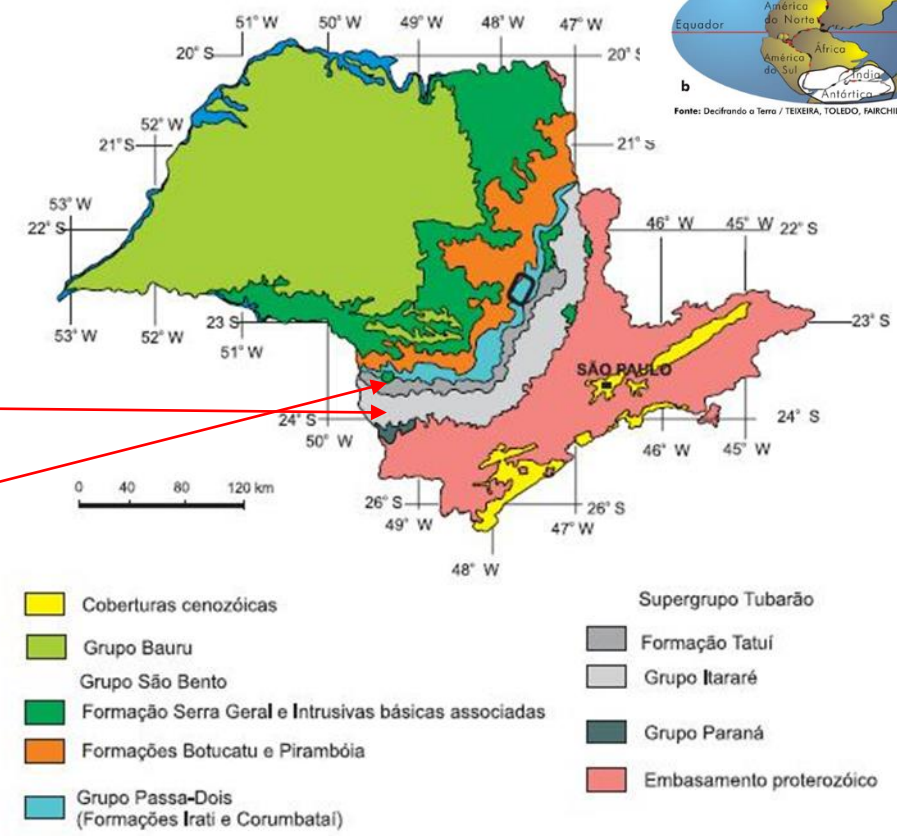 51° W 50° W 49° W 48° W 47° W
20° S 20° S
52° W
21° S 21° S
53° W
22° S 46° W 45° W 22° S
53° W 52° W 51° W 23 S 23° S
SÃO PAULO
24° S 50° W 46° W 45° W 24° S
0 40 80 120 km
26° S 49° W 47° W 26° S
48° W
América do Norte
Equador
África
América do Sul
Índia
Antártica
b
Fonte: Decifrando a Terra / TEIXEIRA, TOLEDO, FAIRCHI
Coberturas cenozóicas
Grupo Bauru
Grupo São Bento
Formação Serra Geral e Intrusivas básicas associadas
Formações Botucatu e Pirambóia
Grupo Passa-Dois
(Formações Irati e Corumbataí)
Supergrupo Tubarão
Formação Tatuí
Grupo Itararé
Grupo Paraná
Embasamento proterozóico